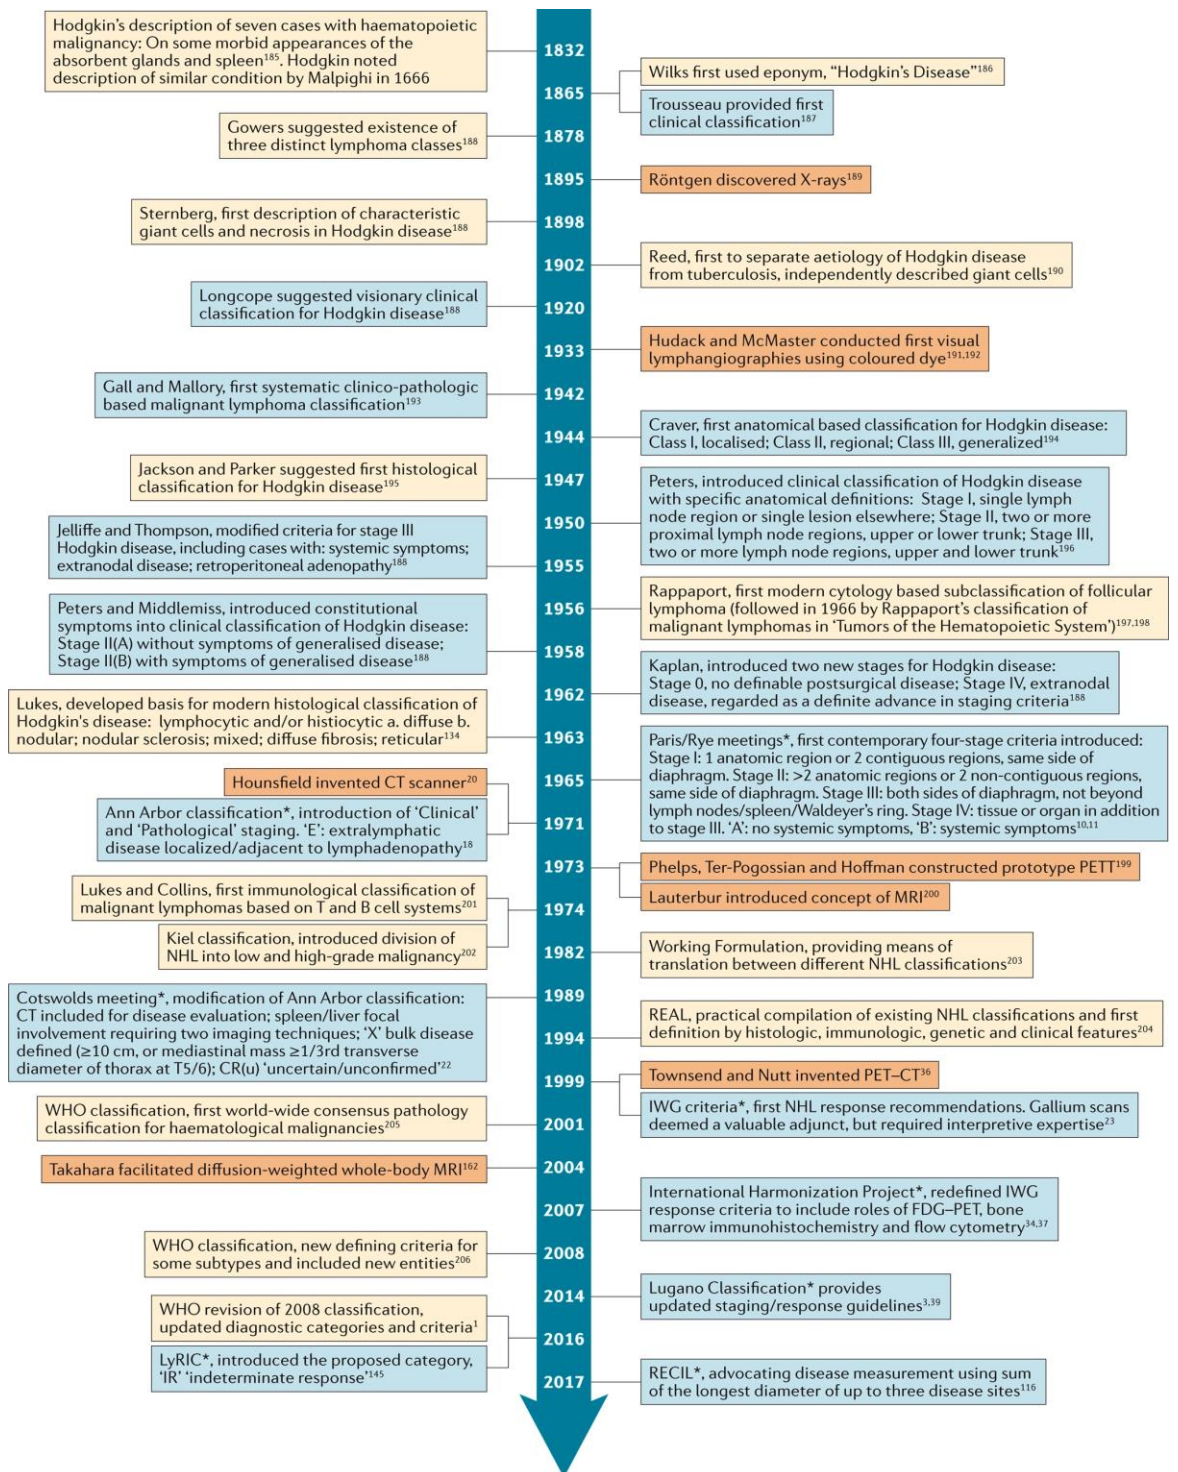 Hodgkin's description of seven cases with haematopoietic
malignancy: On some morbid appearances of the
absorbent glands and spleen¹⁸⁵. Hodgkin noted
description of similar condition by Malpighi in 1666
1832
Wilks first used eponym, “Hodgkin's Disease”¹⁸⁶
1865
Trousseau provided first
clinical classification¹⁸⁷
Gowers suggested existence of
three distinct lymphoma classes¹⁸⁸
1878
1895
Röntgen discovered X-rays¹⁸⁹
Sternberg, first description of characteristic
giant cells and necrosis in Hodgkin disease¹⁸⁸
1898
1902
Reed, first to separate aetiology of Hodgkin disease
from tuberculosis, independently described giant cells¹⁹⁰
Longcope suggested visionary clinical
classification for Hodgkin disease¹⁸⁸
1920
1933
Hudack and McMaster conducted first visual
lymphangiographies using coloured dye¹⁹¹,¹⁹²
Gall and Mallory, first systematic clinico-pathologic
based malignant lymphoma classification¹⁹³
1942
1944
Craver, first anatomical based classification for Hodgkin disease:
Class I, localised; Class II, regional; Class III, generalized¹⁹⁴
Jackson and Parker suggested first histological
classification for Hodgkin disease¹⁹⁵
1947
1950
Peters, introduced clinical classification of Hodgkin disease
with specific anatomical definitions: Stage I, single lymph
node region or single lesion elsewhere; Stage II, two or more
proximal lymph node regions, upper or lower trunk; Stage III,
two or more lymph node regions, upper and lower trunk¹⁹⁶
Jelliffe and Thompson, modified criteria for stage III
Hodgkin disease, including cases with: systemic symptoms;
extranodal disease; retroperitoneal adenopathy¹⁸⁸
1955
1956
Rappaport, first modern cytology based subclassification of follicular
lymphoma (followed in 1966 by Rappaport's classification of
malignant lymphomas in ‘Tumors of the Hematopoietic System’)¹⁹⁷,¹⁹⁸
Peters and Middlemiss, introduced constitutional
symptoms into clinical classification of Hodgkin disease:
Stage II(A) without symptoms of generalised disease;
Stage II(B) with symptoms of generalised disease¹⁸⁸
1958
1962
Kaplan, introduced two new stages for Hodgkin disease:
Stage 0, no definable postsurgical disease; Stage IV, extranodal
disease, regarded as a definite advance in staging criteria¹⁸⁸
Lukes, developed basis for modern histological classification of
Hodgkin's disease: lymphocytic and/or histiocytic a. diffuse b.
nodular; nodular sclerosis; mixed; diffuse fibrosis; reticular¹³⁴
1963
1965
Paris/Rye meetings*, first contemporary four-stage criteria introduced:
Stage I: 1 anatomic region or 2 contiguous regions, same side of
diaphragm. Stage II: >2 anatomic regions or 2 non-contiguous regions,
same side of diaphragm. Stage III: both sides of diaphragm, not beyond
lymph nodes/spleen/Waldeyer's ring. Stage IV: tissue or organ in addition
to stage III. ‘A’: no systemic symptoms, ‘B’: systemic symptoms¹⁰,¹¹
Hounsfield invented CT scanner²⁰
1971
Ann Arbor classification*, introduction of ‘Clinical’
and ‘Pathological’ staging. ‘E’: extralymphatic
disease localized/adjacent to lymphadenopathy¹⁸
1973
Phelps, Ter-Pogossian and Hoffman constructed prototype PETT¹⁹⁹
Lauterbur introduced concept of MRI²⁰⁰
Lukes and Collins, first immunological classification of
malignant lymphomas based on T and B cell systems²⁰¹
1974
Kiel classification, introduced division of
NHL into low and high-grade malignancy²⁰²
1982
Working Formulation, providing means of
translation between different NHL classifications²⁰³
Cotswolds meeting*, modification of Ann Arbor classification:
CT included for disease evaluation; spleen/liver focal
involvement requiring two imaging techniques; ‘X’ bulk disease
defined (≥10 cm, or mediastinal mass ≥1/3rd transverse
diameter of thorax at T5/6); CR(u) ‘uncertain/unconfirmed’²²
1989
1994
REAL, practical compilation of existing NHL classifications and first
definition by histologic, immunologic, genetic and clinical features²⁰⁴
1999
Townsend and Nutt invented PET–CT³⁶
IWG criteria*, first NHL response recommendations. Gallium scans
deemed a valuable adjunct, but required interpretive expertise²³
WHO classification, first world-wide consensus pathology
classification for haematological malignancies²⁰⁵
2001
Takahara facilitated diffusion-weighted whole-body MRI¹⁶²
2004
2007
International Harmonization Project*, redefined IWG
response criteria to include roles of FDG–PET, bone
marrow immunohistochemistry and flow cytometry³⁴,³⁷
WHO classification, new defining criteria for
some subtypes and included new entities²⁰⁶
2008
2014
Lugano Classification* provides
updated staging/response guidelines³,³⁹
WHO revision of 2008 classification,
updated diagnostic categories and criteria¹
2016
LyRIC*, introduced the proposed category,
‘IR’ ‘indeterminate response’¹⁴⁵
2017
RECIL*, advocating disease measurement using sum
of the longest diameter of up to three disease sites¹¹⁶